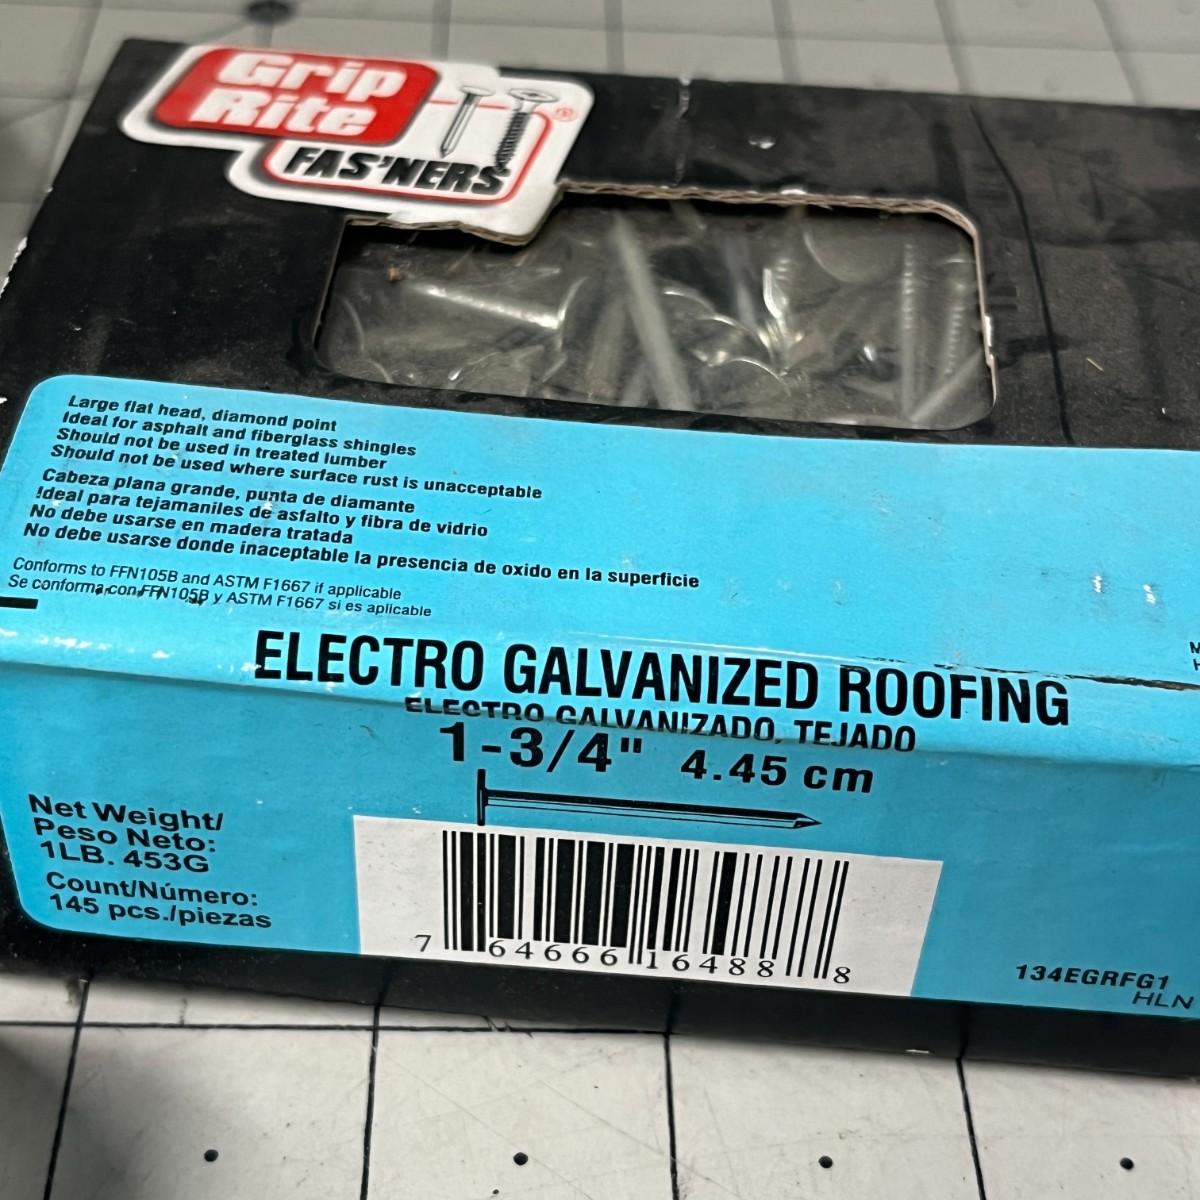 Grip
Rite
FAS'NERS®
Large flat head, diamond point
Ideal for asphalt and fiberglass shingles
Should not be used in treated lumber
Should not be used where surface rust is unacceptable
Cabeza plana grande, punta de diamante
Ideal para tejamaniles de asfalto y fibra de vidrio
No debe usarse en madera tratada
No debe usarse donde inaceptable la presencia de oxido en la superficie
Conforms to FFN105B and ASTM F1667 if applicable
Se conforma con FFN105B y ASTM F1667 si es aplicable
ELECTRO GALVANIZED ROOFING
ELECTRO GALVANIZADO, TEJADO
1-3/4" 4.45 cm
Net Weight/
Peso Neto:
1LB. 453G
Count/Número:
145 pcs./piezas
7 64666 16488 8
134EGRFG1
HLN